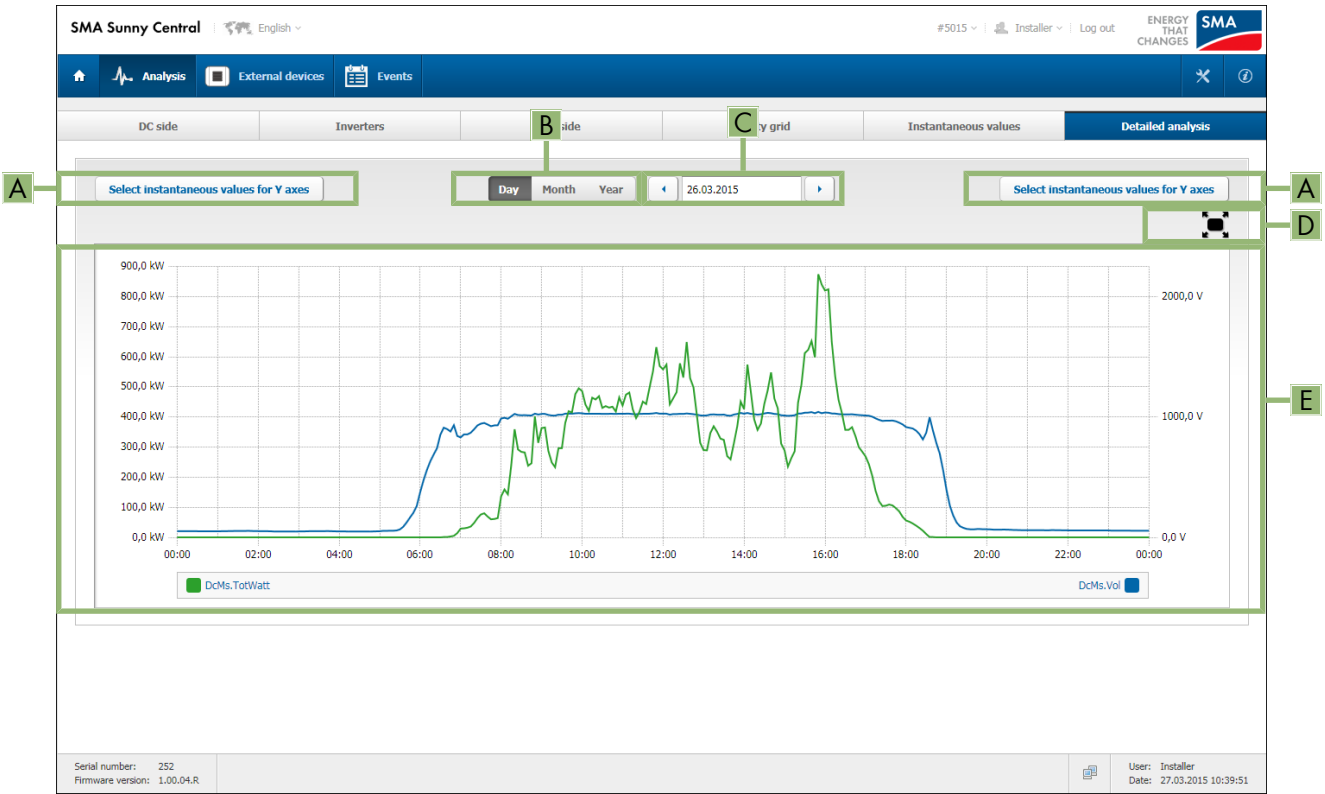 SMA Sunny Central English #5015 Installer Log out ENERGY THAT CHANGES SMA
Analysis External devices Events
DC side Inverters side y grid Instantaneous values Detailed analysis
B C
A Select instantaneous values for Y axes Day Month Year 26.03.2015 Select instantaneous values for Y axes A
D
900,0 kW
800,0 kW 2000,0 V
700,0 kW
600,0 kW
500,0 kW
400,0 kW 1000,0 V
E
300,0 kW
200,0 kW
100,0 kW
0,0 kW 0,0 V
00:00 02:00 04:00 06:00 08:00 10:00 12:00 14:00 16:00 18:00 20:00 22:00 00:00
DcMs.TotWatt DcMs.Vol
Serial number: 252 User: Installer
Firmware version: 1.00.04.R Date: 27.03.2015 10:39:51